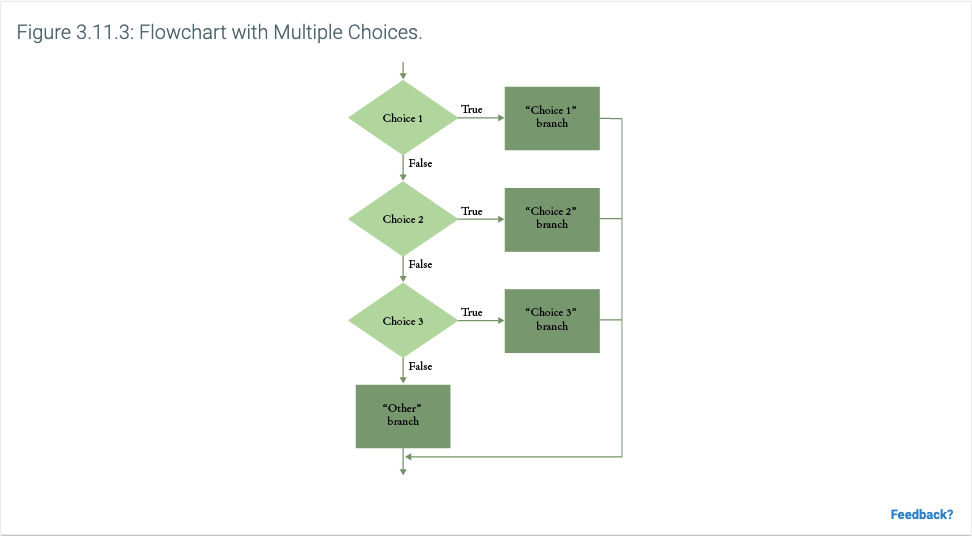 Figure 3.11.3: Flowchart with Multiple Choices.
Choice 1
True
“Choice 1”
branch
False
Choice 2
True
“Choice 2”
branch
False
Choice 3
True
“Choice 3”
branch
False
“Other”
branch
Feedback?